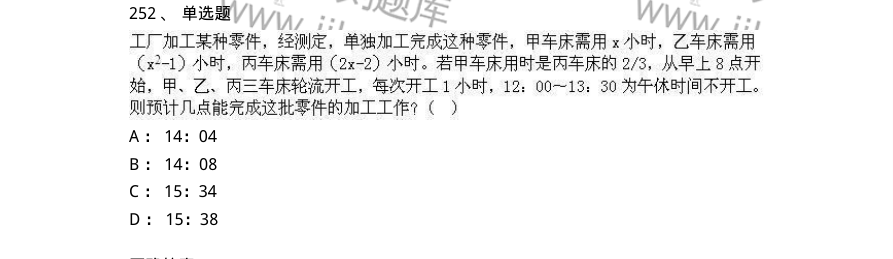 题库
www.
www.
252 、 单选题
工厂加工某种零件，经测定，单独加工完成这种零件，甲车床需用 x 小时，乙车床需用
（x²-1）小时，丙车床需用（2x-2）小时。若甲车床用时是丙车床的 2/3，从早上 8 点开
始，甲、乙、丙三车床轮流开工，每次开工 1 小时，12：00～13：30 为午休时间不开工。
则预计几点能完成这批零件的加工工作?（ ）
A ： 14：04
B ： 14：08
C ： 15：34
D ： 15：38